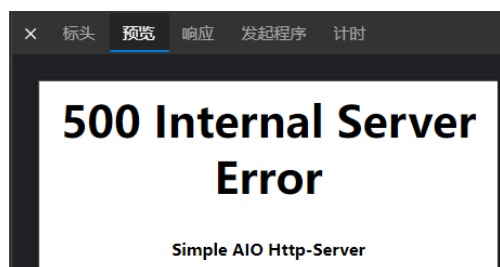 × 标头 预览 响应 发起程序 计时
500 Internal Server
Error
Simple AIO Http-Server